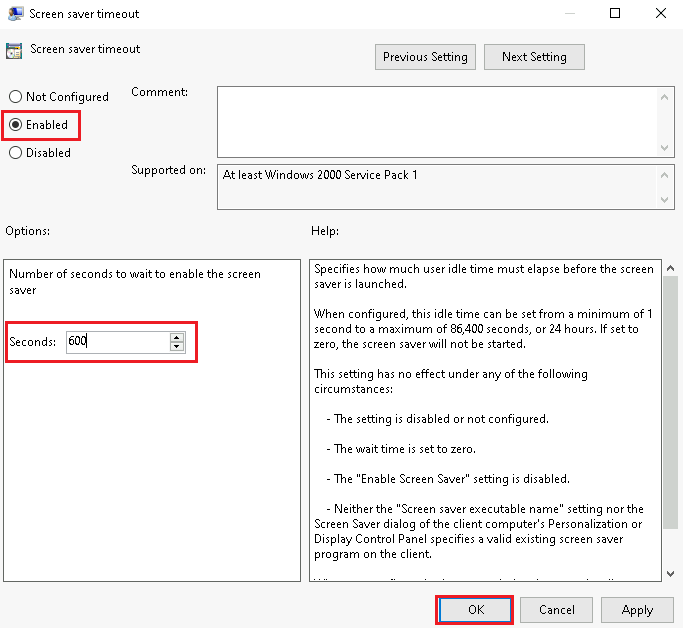 Screen saver timeout
Screen saver timeout
Previous Setting
Next Setting
Not Configured
Enabled
Disabled
Comment:
Supported on:
At least Windows 2000 Service Pack 1
Options:
Help:
Number of seconds to wait to enable the screen
saver
Seconds:
600
Specifies how much user idle time must elapse before the screen
saver is launched.
When configured, this idle time can be set from a minimum of 1
second to a maximum of 86,400 seconds, or 24 hours. If set to
zero, the screen saver will not be started.
This setting has no effect under any of the following
circumstances:
- The setting is disabled or not configured.
- The wait time is set to zero.
- The "Enable Screen Saver" setting is disabled.
- Neither the "Screen saver executable name" setting nor the
Screen Saver dialog of the client computer's Personalization or
Display Control Panel specifies a valid existing screen saver
program on the client.
OK
Cancel
Apply